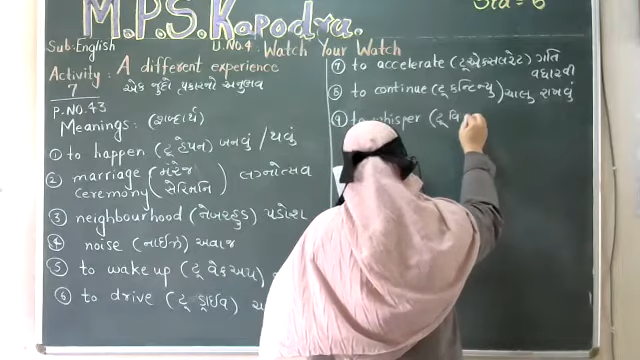 M.P.S. Kapodra.
Std = 6
Sub:- English
U.No.4 : Watch Your Watch
Activity : A different experience
7
એક જુદા પ્રકારનો અનુભવ
P.NO.43
Meanings: (શબ્દાર્થ)
① to happen (ટૂ હેપન) બનવું / થવું
② marriage ceremony (મેરેજ સેરિમનિ) લગ્નોત્સવ
③ neighbourhood (નેબરહુડ) પડોશ
④ noise (નાઈઝ) અવાજ
⑤ to wake up (ટૂ વેકઅપ)
⑥ to drive (ટૂ ડ્રાઈવ)
⑦ to accelerate (ટૂ એક્સલરેટ) ગતિ વધારવી
⑧ to continue (ટૂ કન્ટિન્યુ) ચાલુ રાખવું
⑨ to whisper (ટૂ વિ